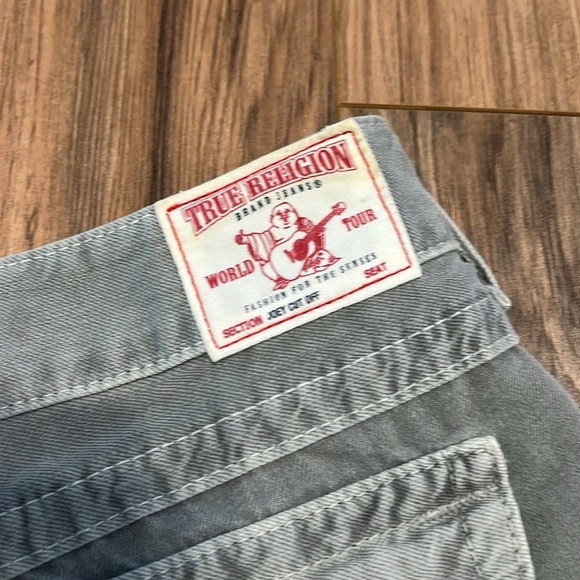 TRUE RELIGION
BRAND JEANS®
WORLD TOUR
FASHION FOR THE SENSES
SECTION JOEY CUT OFF SEAT